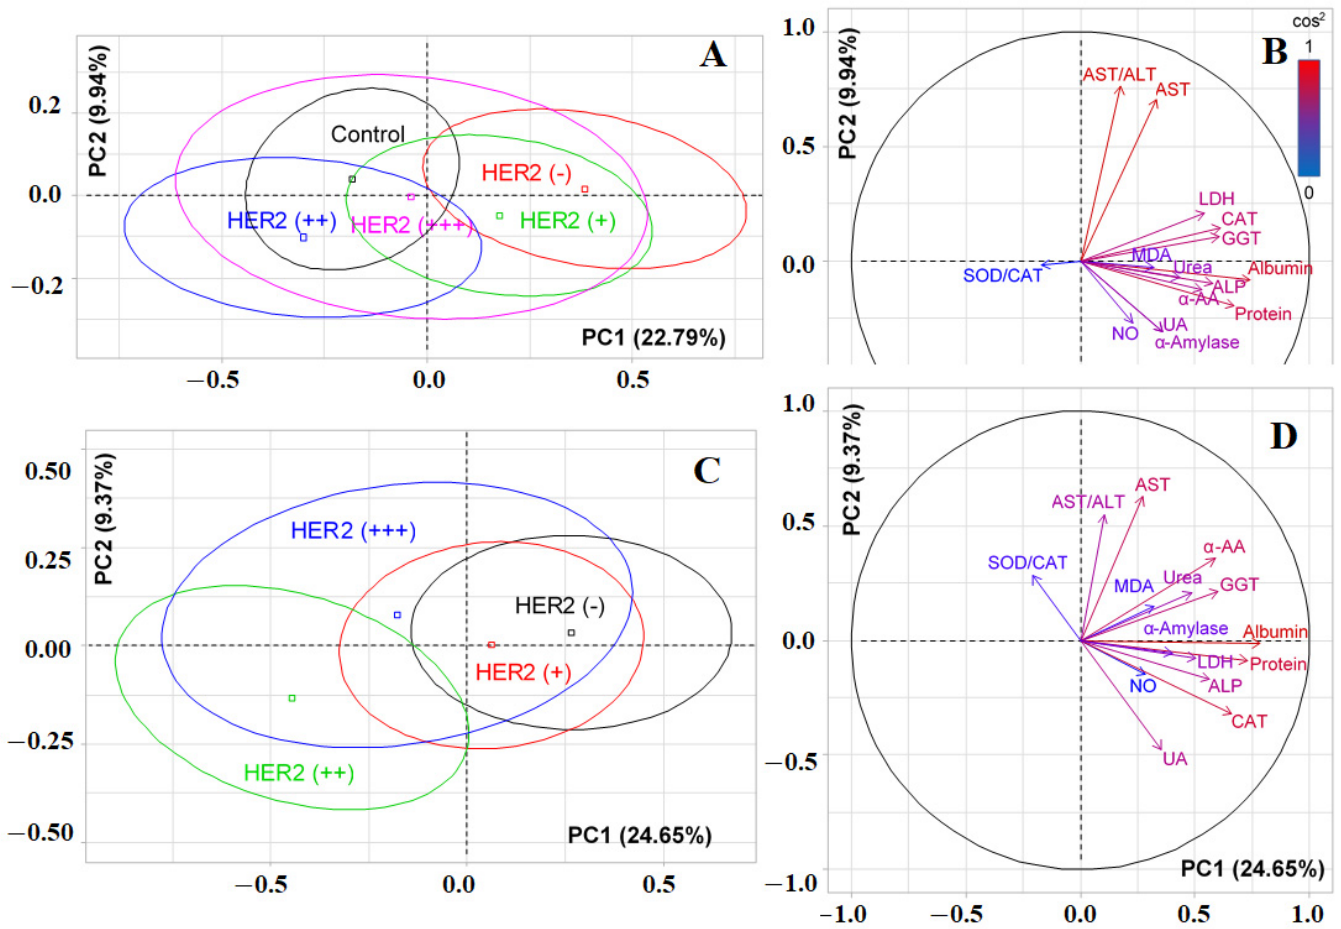 A
PC2 (9.94%)
0.2
0.0
−0.2
Control
HER2 (-)
HER2 (++)
HER2 (+++)
HER2 (+)
PC1 (22.79%)
−0.5
0.0
0.5
B
cos²
1
0
PC2 (9.94%)
1.0
0.5
0.0
AST/ALT
AST
LDH
CAT
GGT
MDA
SOD/CAT
Urea
Albumin
ALP
α-AA
Protein
NO
UA
α-Amylase
C
PC2 (9.37%)
0.50
0.25
0.00
−0.25
−0.50
HER2 (+++)
HER2 (-)
HER2 (+)
HER2 (++)
PC1 (24.65%)
−0.5
0.0
0.5
D
PC2 (9.37%)
1.0
0.5
0.0
−0.5
−1.0
AST
AST/ALT
α-AA
SOD/CAT
MDA
Urea
GGT
α-Amylase
Albumin
LDH
Protein
NO
ALP
CAT
UA
PC1 (24.65%)
−1.0
−0.5
0.0
0.5
1.0